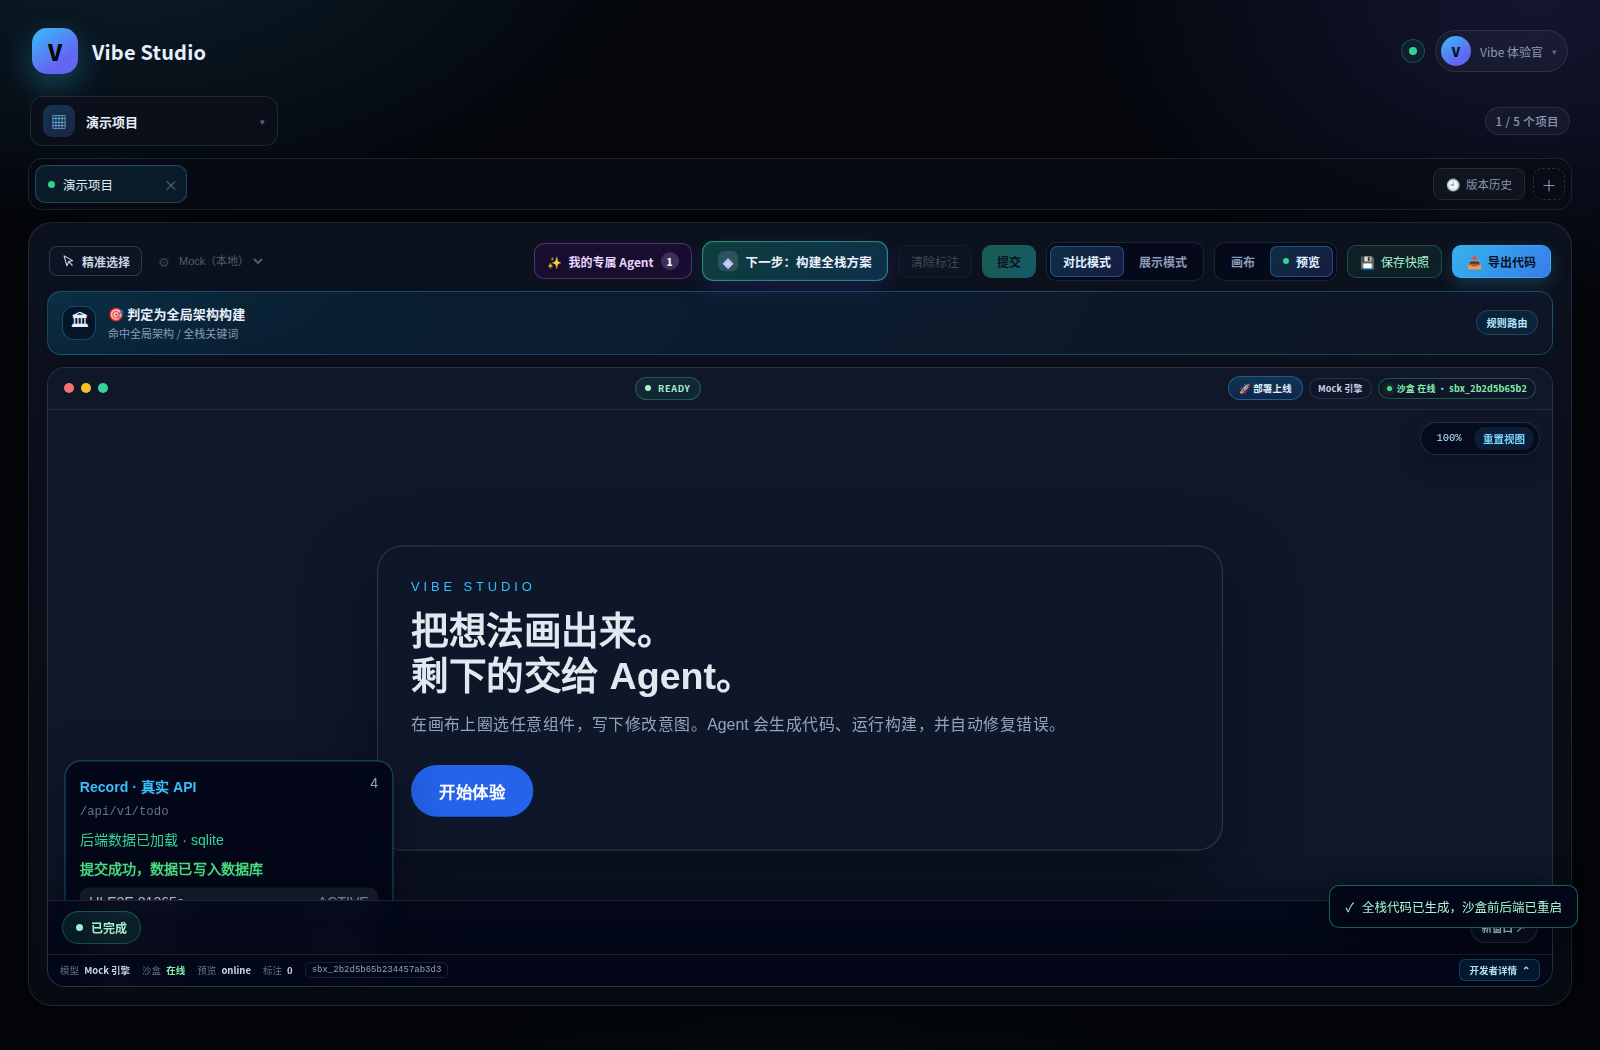 V
Vibe Studio
V
Vibe 体验官
演示项目
1 / 5 个项目
演示项目
版本历史
精准选择
Mock（本地）
我的专属 Agent 1
下一步：构建全栈方案
清除标注
提交
对比模式
展示模式
画布
预览
保存快照
导出代码
判定为全局架构构建
命中全局架构 / 全栈关键词
规则路由
READY
部署上线
Mock 引擎
沙盒 在线 · sbx_2b2d5b65b2
100%
重置视图
VIBE STUDIO
把想法画出来。
剩下的交给 Agent。
在画布上圈选任意组件，写下修改意图。Agent 会生成代码、运行构建，并自动修复错误。
开始体验
Record · 真实 API
4
/api/v1/todo
后端数据已加载 · sqlite
提交成功，数据已写入数据库
已完成
✓ 全栈代码已生成，沙盒前后端已重启
新窗口 ↗
模型 Mock 引擎
沙盒 在线
预览 online
标注 0
sbx_2b2d5b65b234457ab3d3
开发者详情